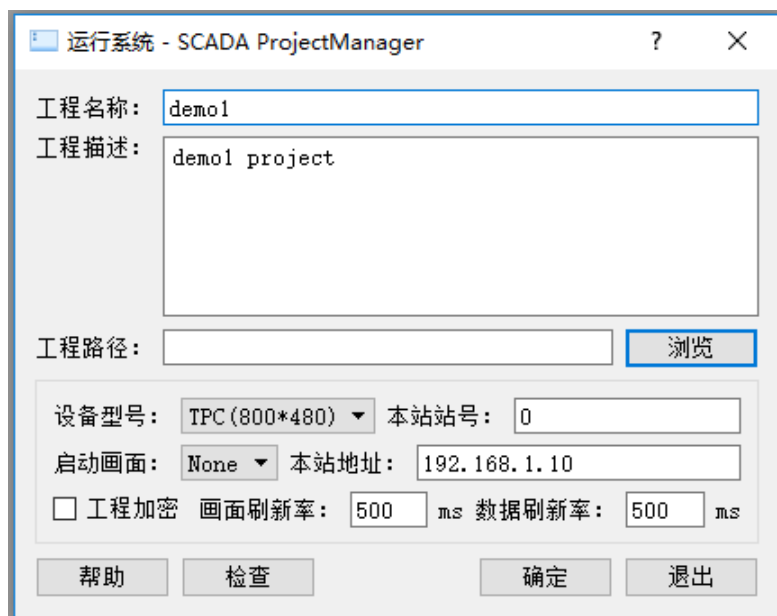 运行系统 - SCADA ProjectManager ?
工程名称： demo1
工程描述： demo1 project
工程路径： 浏览
设备型号： TPC(800*480) 本站站号： 0
启动画面： None 本站地址： 192.168.1.10
工程加密 画面刷新率： 500 ms 数据刷新率： 500 ms
帮助 检查 确定 退出